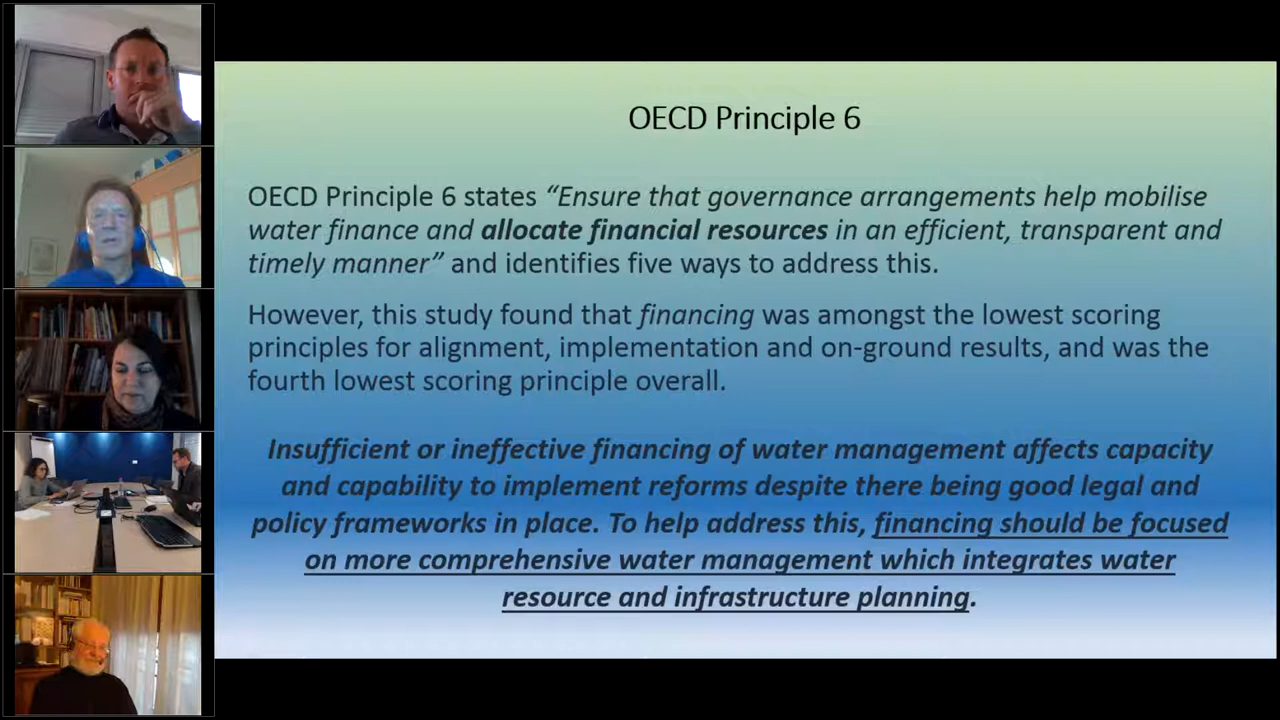 OECD Principle 6
OECD Principle 6 states “Ensure that governance arrangements help mobilise
water finance and allocate financial resources in an efficient, transparent and
timely manner” and identifies five ways to address this.
However, this study found that financing was amongst the lowest scoring
principles for alignment, implementation and on-ground results, and was the
fourth lowest scoring principle overall.
Insufficient or ineffective financing of water management affects capacity
and capability to implement reforms despite there being good legal and
policy frameworks in place. To help address this, financing should be focused
on more comprehensive water management which integrates water
resource and infrastructure planning.